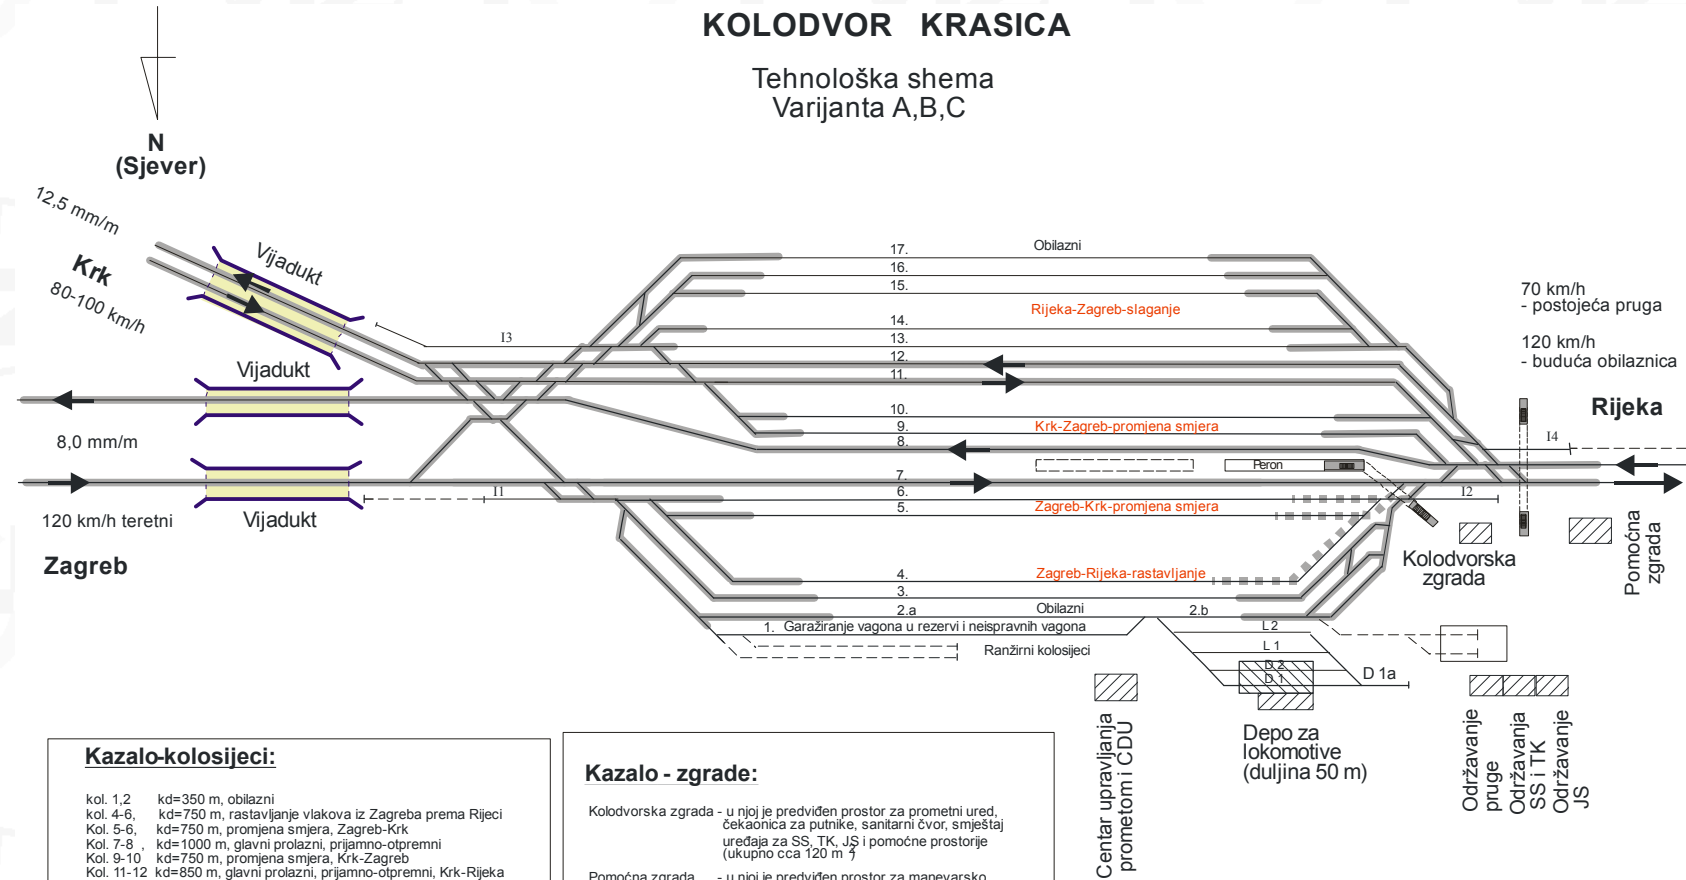 KOLODVOR KRASICA
Tehnološka shema
Varijanta A,B,C
N
(Sjever)
12,5 mm/m
Krk
80-100 km/h
Vijadukt
Vijadukt
8,0 mm/m
120 km/h teretni
Vijadukt
Zagreb
I3
I1
17.
Obilazni
16.
15.
Rijeka-Zagreb-slaganje
14.
13.
12.
11.
10.
9.
Krk-Zagreb-promjena smjera
8.
Peron
7.
6.
5.
Zagreb-Krk-promjena smjera
4.
Zagreb-Rijeka-rastavljanje
3.
2.a
Obilazni
2.b
1. Garažiranje vagona u rezervi i neispravnih vagona
Ranžirni kolosijeci
L 2
L 1
D 2
D 1
D 1a
I2
I4
70 km/h
- postojeća pruga
120 km/h
- buduća obilaznica
Rijeka
Kolodvorska
zgrada
Pomoćna
zgrada
Centar upravljanja
prometom i CDU
Depo za
lokomotive
(duljina 50 m)
Održavanje
pruge
Održavanja
SS i TK
Održavanje
JS
Kazalo-kolosijeci:
kol. 1,2 kd=350 m, obilazni
kol. 4-6, kd=750 m, rastavljanje vlakova iz Zagreba prema Rijeci
Kol. 5-6, kd=750 m, promjena smjera, Zagreb-Krk
Kol. 7-8 , kd=1000 m, glavni prolazni, prijamno-otpremni
Kol. 9-10 kd=750 m, promjena smjera, Krk-Zagreb
Kol. 11-12 kd=850 m, glavni prolazni, prijamno-otpremni, Krk-Rijeka
Kazalo - zgrade:
Kolodvorska zgrada - u njoj je predviđen prostor za prometni ured,
čekaonica za putnike, sanitarni čvor, smještaj
uređaja za SS, TK, JS i pomoćne prostorije
(ukupno cca 120 m 2)
Pomoćna zgrada - u njoj je predviđen prostor za manevarsko